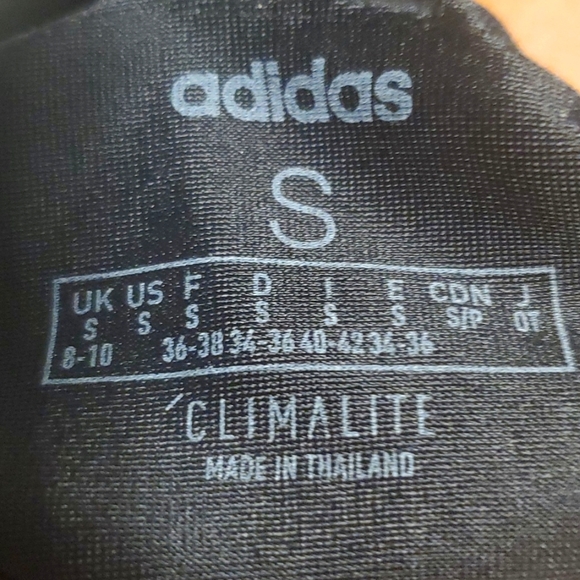 adidas
S
UK US F D I E CDN J
S S S S S S S/P OT
8-10 36-38 34-36 40-42 34-36
CLIMALITE
MADE IN THAILAND